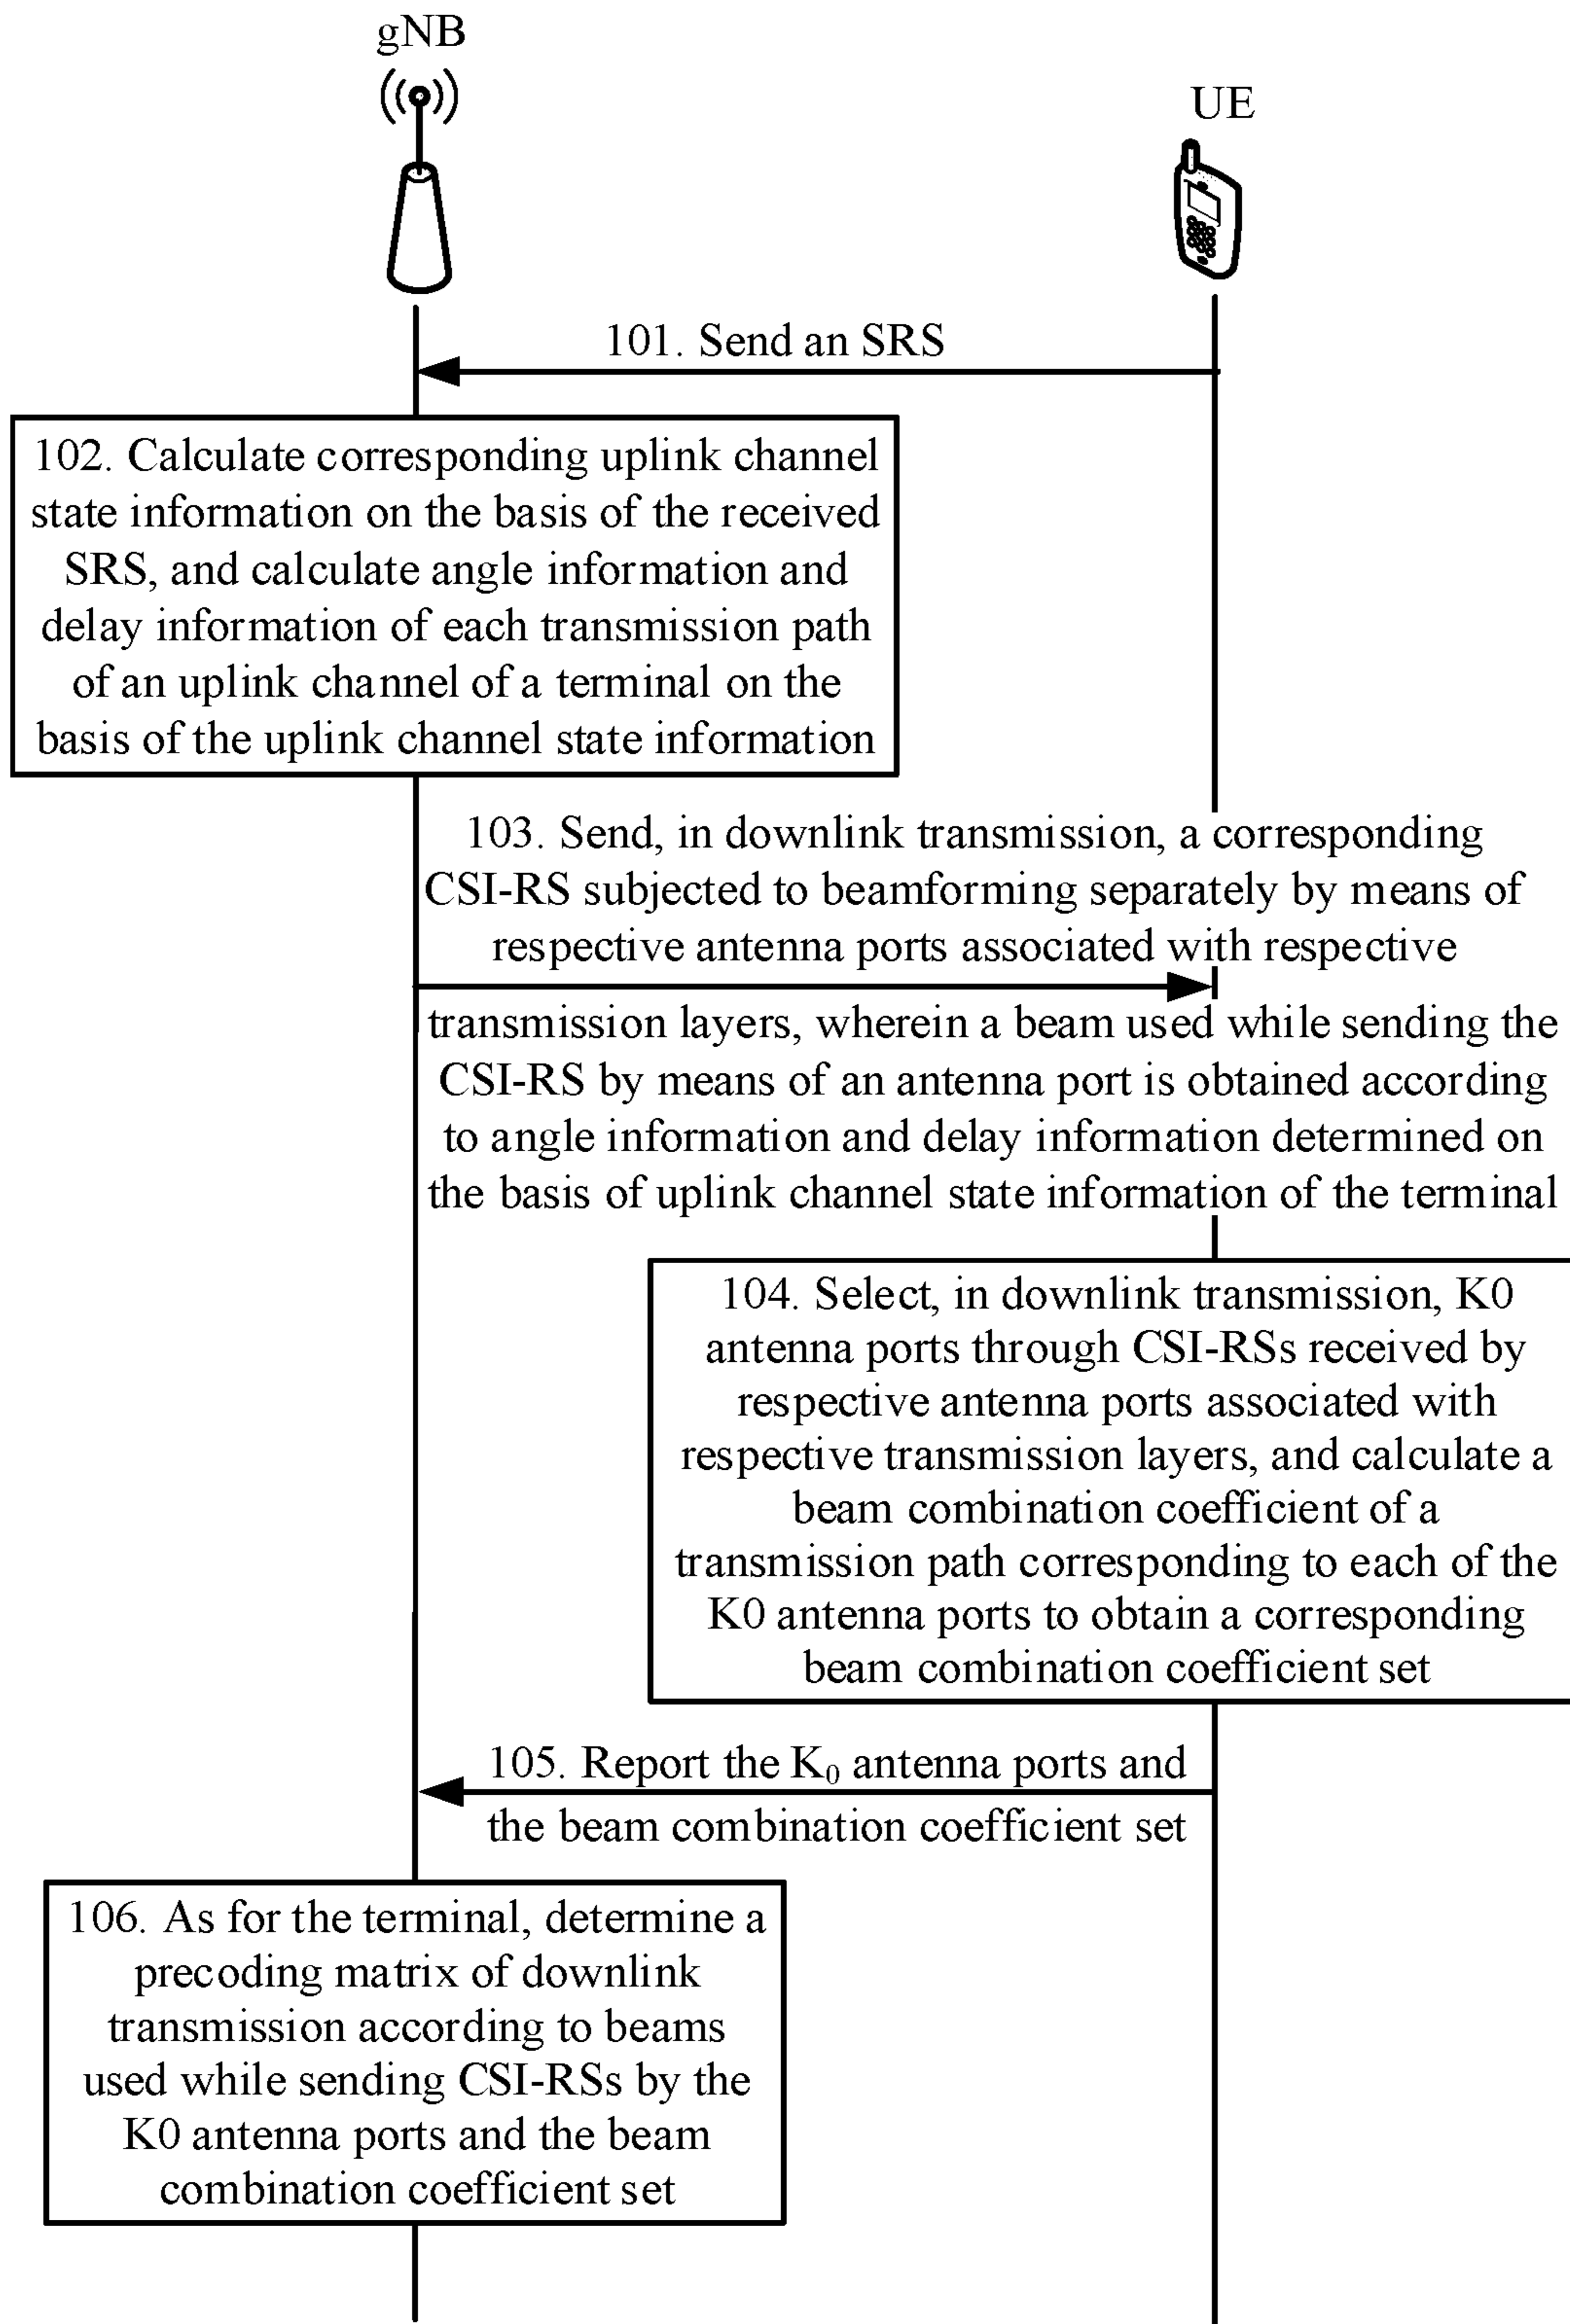 gNB
UE
101. Send an SRS
102. Calculate corresponding uplink channel
state information on the basis of the received
SRS, and calculate angle information and
delay information of each transmission path
of an uplink channel of a terminal on the
basis of the uplink channel state information
103. Send, in downlink transmission, a corresponding
CSI-RS subjected to beamforming separately by means of
respective antenna ports associated with respective
transmission layers, wherein a beam used while sending the
CSI-RS by means of an antenna port is obtained according
to angle information and delay information determined on
the basis of uplink channel state information of the terminal
104. Select, in downlink transmission, K0
antenna ports through CSI-RSs received by
respective antenna ports associated with
respective transmission layers, and calculate a
beam combination coefficient of a
transmission path corresponding to each of the
K0 antenna ports to obtain a corresponding
beam combination coefficient set
105. Report the K₀ antenna ports and
the beam combination coefficient set
106. As for the terminal, determine a
precoding matrix of downlink
transmission according to beams
used while sending CSI-RSs by the
K0 antenna ports and the beam
combination coefficient set